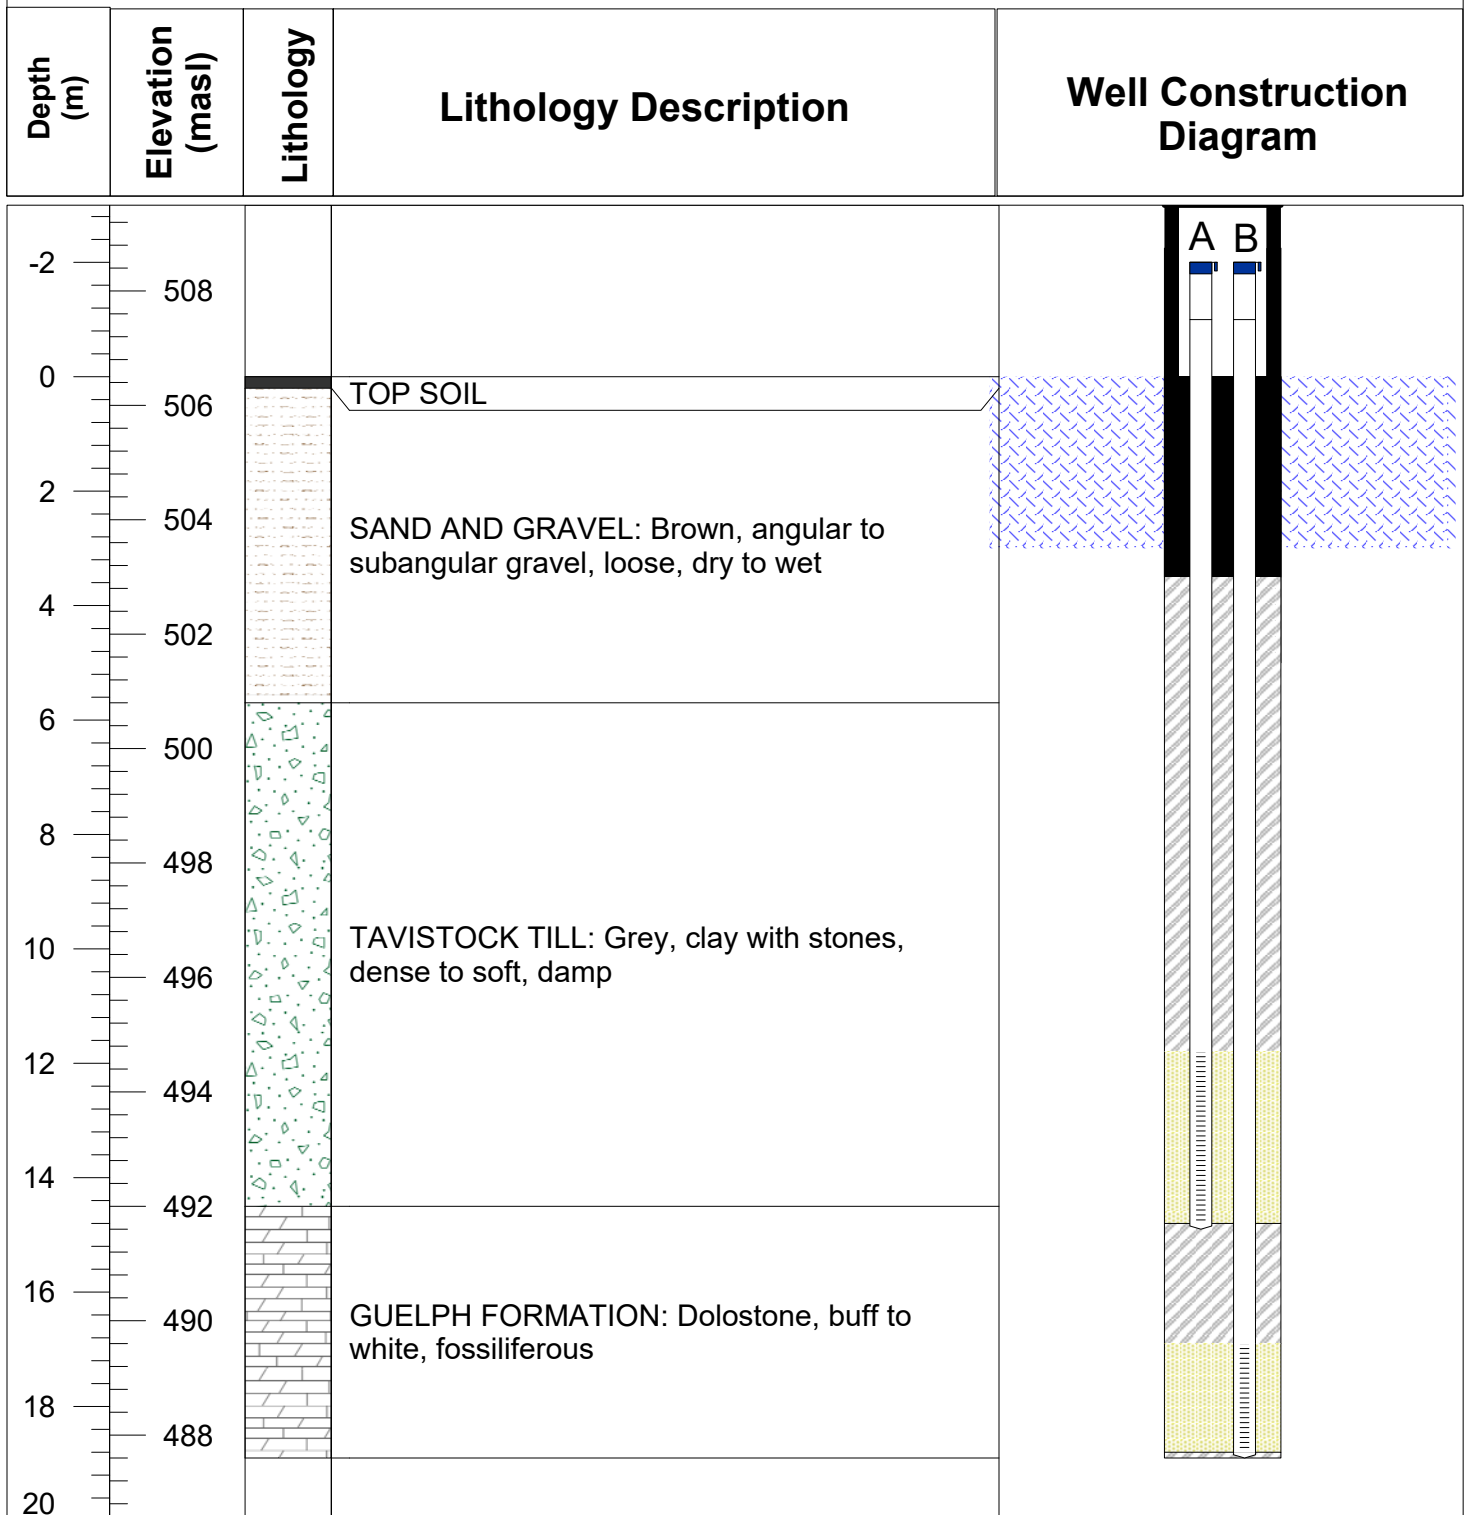 Depth
(m)
Elevation
(masl)
Lithology
Lithology Description
Well Construction
Diagram
A B
-2
508
0
TOP SOIL
506
2
504
SAND AND GRAVEL: Brown, angular to
subangular gravel, loose, dry to wet
4
502
6
500
8
498
10
TAVISTOCK TILL: Grey, clay with stones,
dense to soft, damp
496
12
494
14
492
16
490
GUELPH FORMATION: Dolostone, buff to
white, fossiliferous
18
488
20